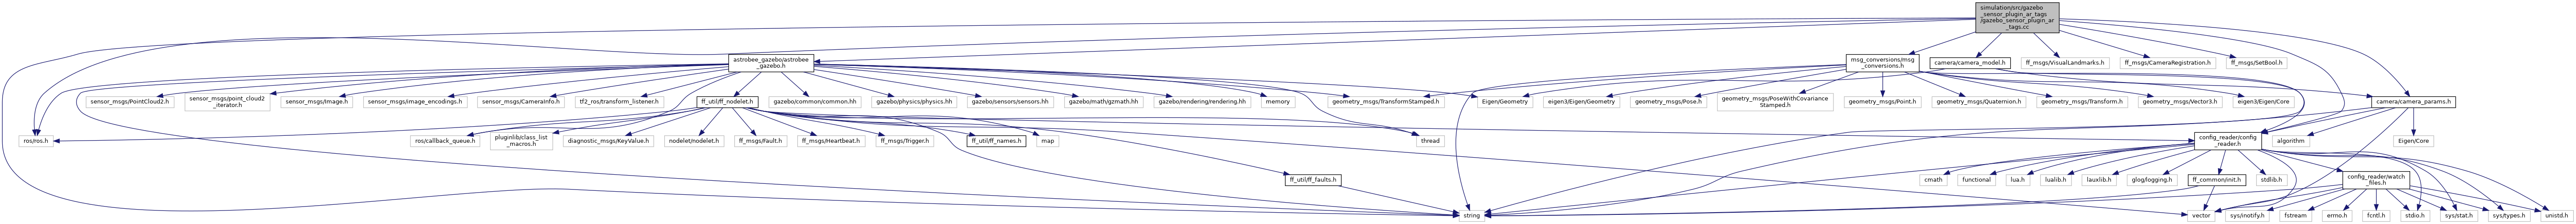 simulation/src/gazebo
_sensor_plugin_ar_tags
/gazebo_sensor_plugin_ar
_tags.cc
astrobee_gazebo/astrobee
_gazebo.h
msg_conversions/msg
_conversions.h
camera/camera_model.h
ff_msgs/VisualLandmarks.h
ff_msgs/CameraRegistration.h
ff_msgs/SetBool.h
sensor_msgs/PointCloud2.h
sensor_msgs/point_cloud2
_iterator.h
sensor_msgs/Image.h
sensor_msgs/image_encodings.h
sensor_msgs/CameraInfo.h
tf2_ros/transform_listener.h
ff_util/ff_nodelet.h
gazebo/common/common.hh
gazebo/physics/physics.hh
gazebo/sensors/sensors.hh
gazebo/math/gzmath.hh
gazebo/rendering/rendering.hh
memory
geometry_msgs/TransformStamped.h
Eigen/Geometry
eigen3/Eigen/Geometry
geometry_msgs/Pose.h
geometry_msgs/PoseWithCovariance
Stamped.h
geometry_msgs/Point.h
geometry_msgs/Quaternion.h
geometry_msgs/Transform.h
geometry_msgs/Vector3.h
eigen3/Eigen/Core
camera/camera_params.h
ros/ros.h
ros/callback_queue.h
pluginlib/class_list
_macros.h
diagnostic_msgs/KeyValue.h
nodelet/nodelet.h
ff_msgs/Fault.h
ff_msgs/Heartbeat.h
ff_msgs/Trigger.h
ff_util/ff_names.h
map
thread
config_reader/config
_reader.h
algorithm
Eigen/Core
ff_util/ff_faults.h
cmath
functional
lua.h
lualib.h
lauxlib.h
glog/logging.h
ff_common/init.h
stdlib.h
config_reader/watch
_files.h
string
vector
sys/inotify.h
fstream
errno.h
fcntl.h
stdio.h
sys/stat.h
sys/types.h
unistd.h